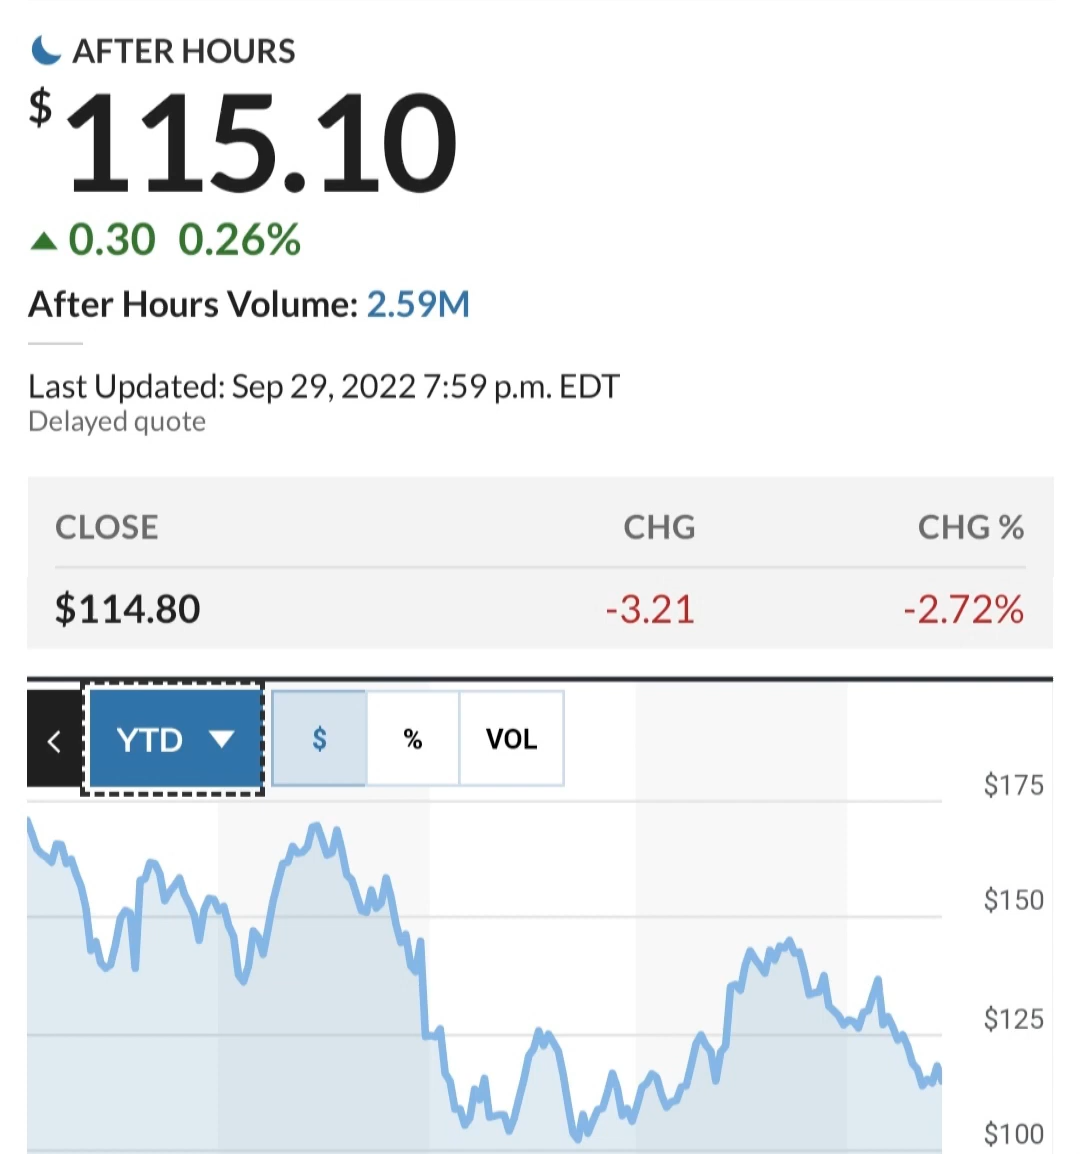 AFTER HOURS
$115.10
0.30 0.26%
After Hours Volume: 2.59M
Last Updated: Sep 29, 2022 7:59 p.m. EDT
Delayed quote
CLOSE CHG CHG %
$114.80 -3.21 -2.72%
YTD $ % VOL
$175
$150
$125
$100